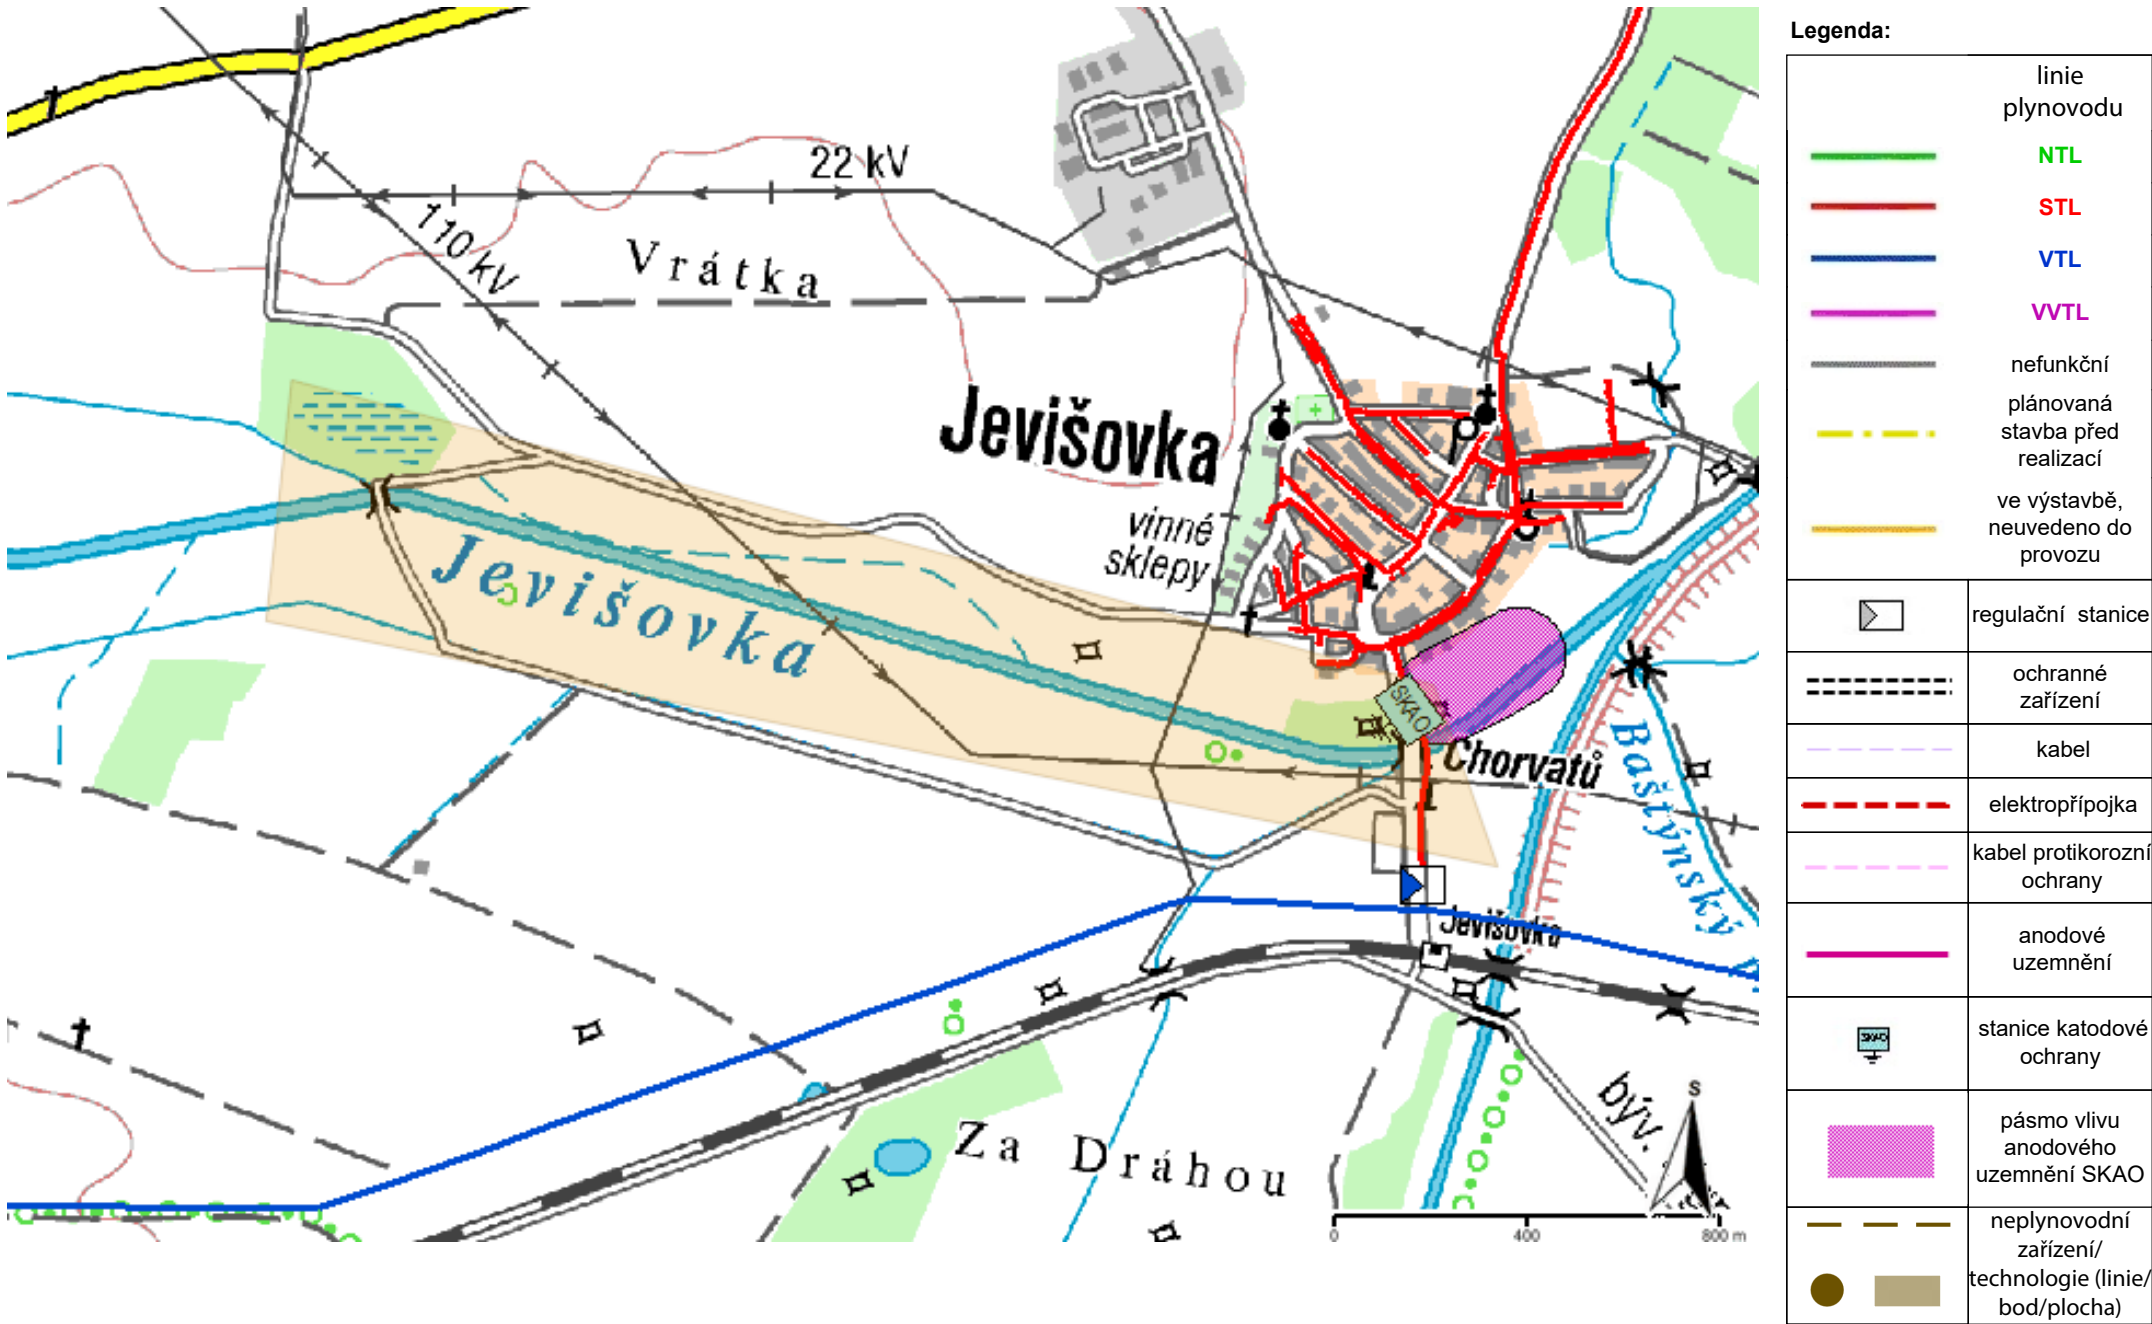 22 kV
110 kV
Vrátka
Jevišovka
vinné
sklepy
Jevišovka
SKAO
Chorvatů
Baštýnský
Jevišovka
Za Dráhou
býv.
S
0 400 800 m
Legenda:
linie
plynovodu
NTL
STL
VTL
VVTL
nefunkční
plánovaná
stavba před
realizací
ve výstavbě,
neuvedeno do
provozu
regulační stanice
ochranné
zařízení
kabel
elektropřípojka
kabel protikorozní
ochrany
anodové
uzemnění
SKAO
stanice katodové
ochrany
pásmo vlivu
anodového
uzemnění SKAO
neplynovodní
zařízení/
technologie (linie/
bod/plocha)